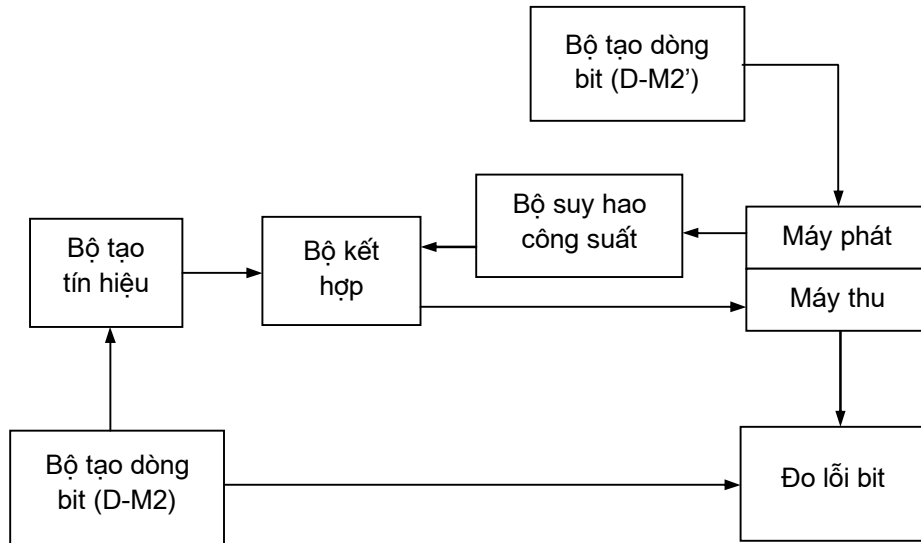 Bộ tạo dòng
bit (D-M2’)
Bộ suy hao
công suất
Máy phát
Bộ tạo
tín hiệu
Bộ kết
hợp
Máy thu
Bộ tạo dòng
bit (D-M2)
Đo lỗi bit